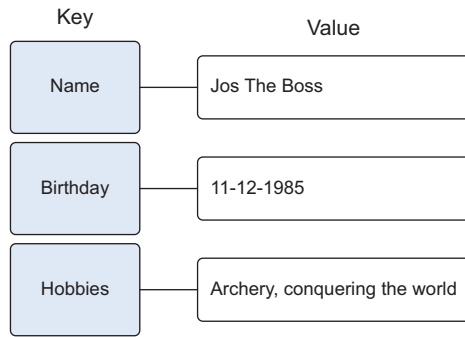 Key
Value
Name
Jos The Boss
Birthday
11-12-1985
Hobbies
Archery, conquering the world